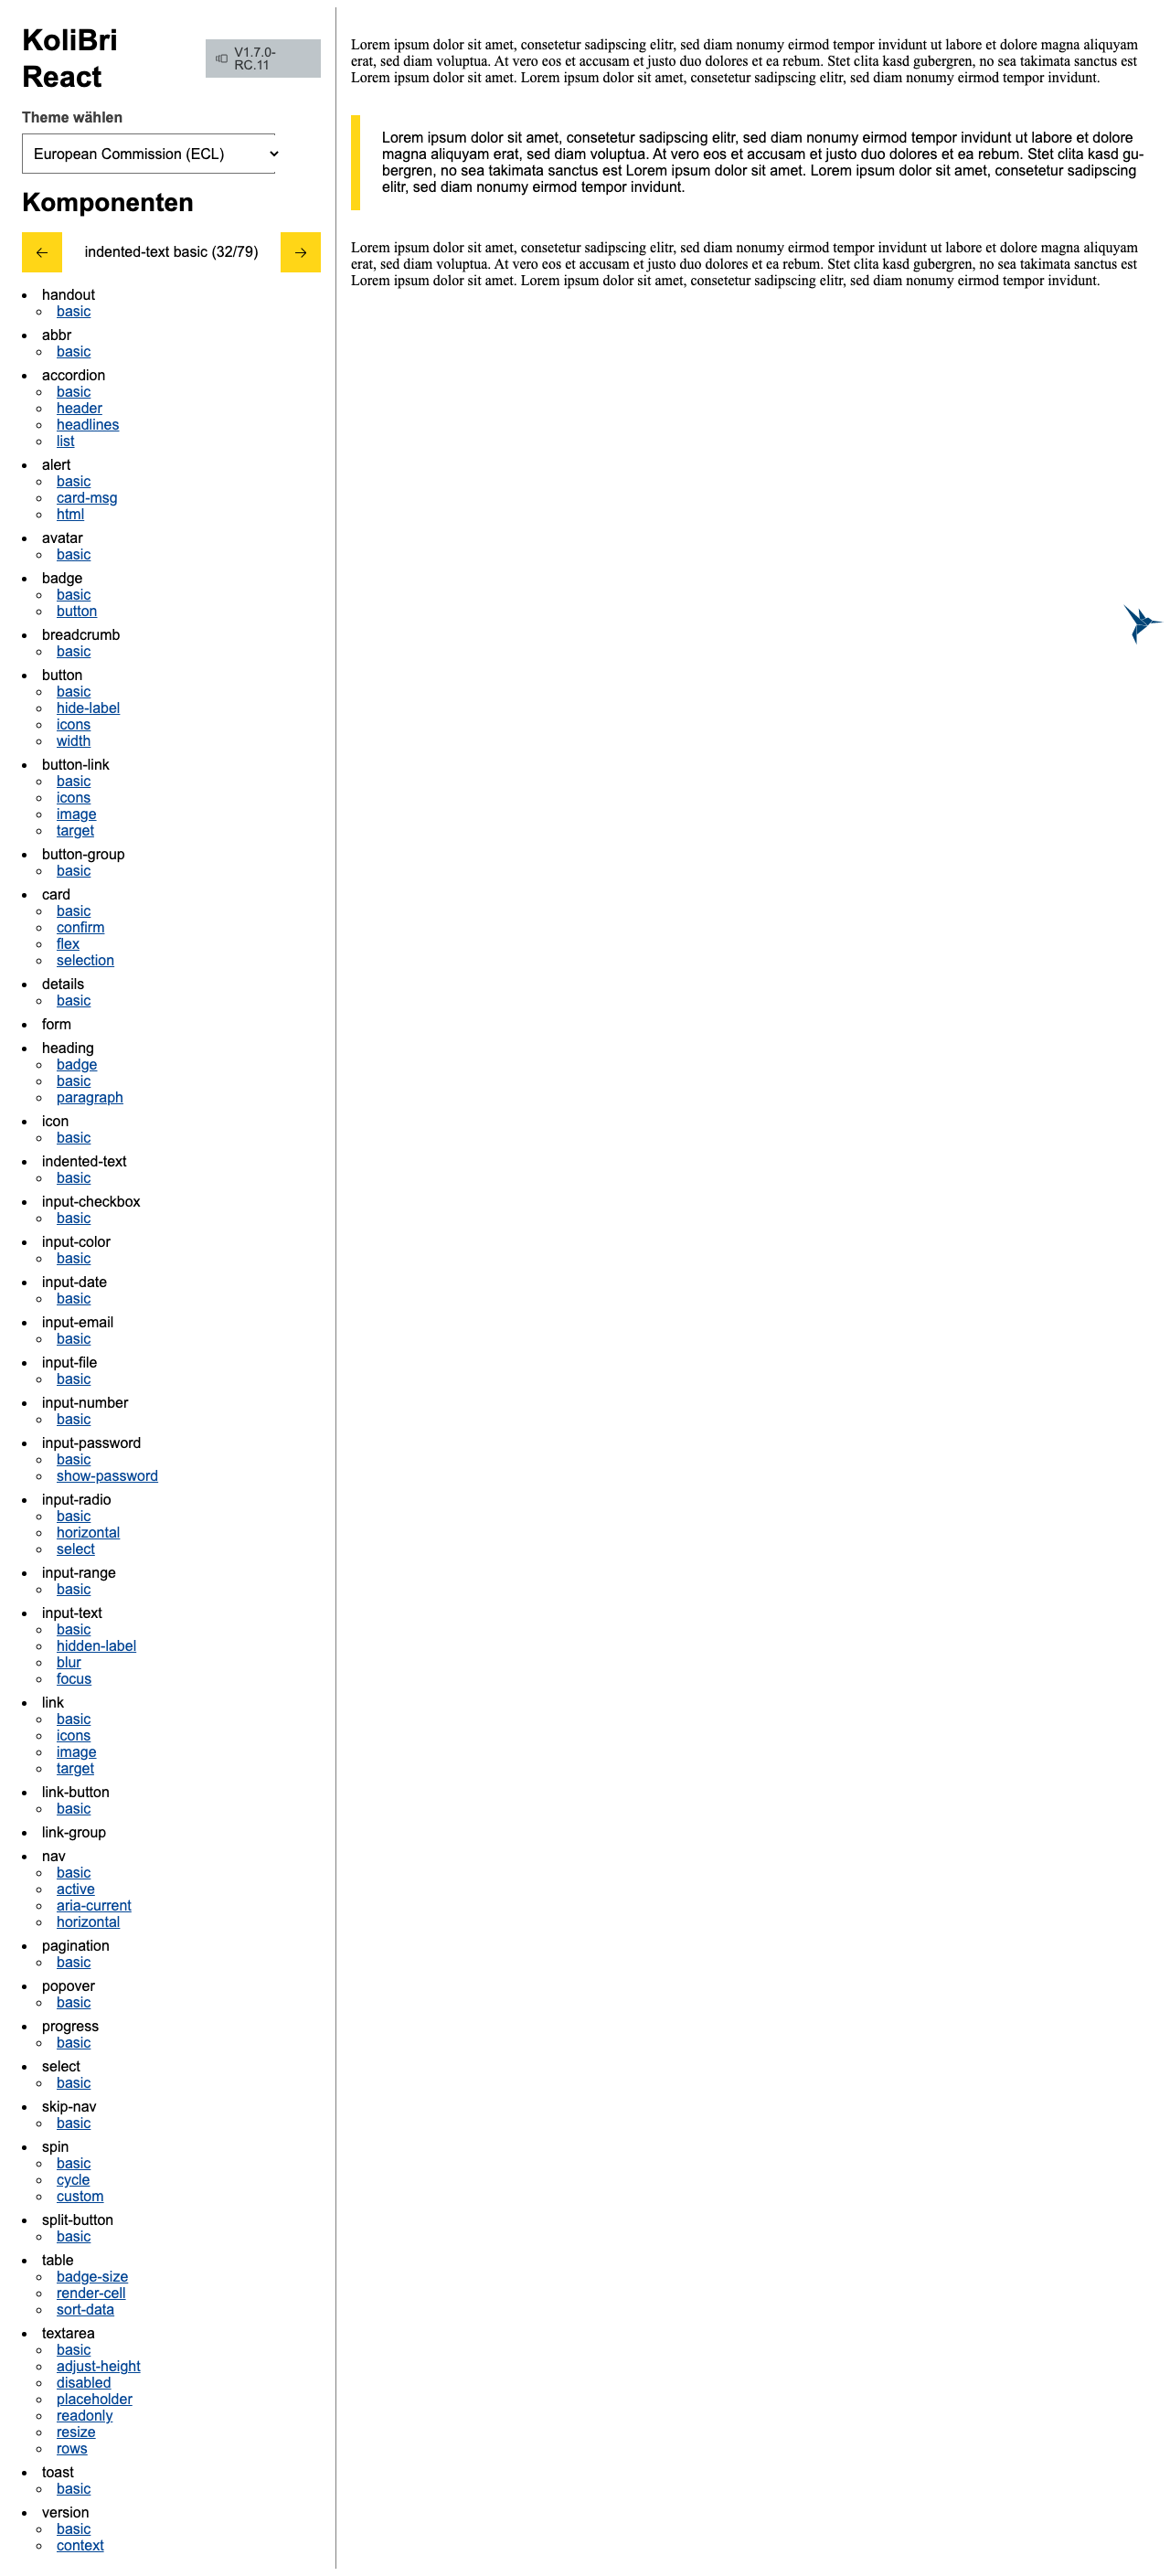 KoliBri
React
V1.7.0-
RC.11
Theme wählen
European Commission (ECL)
Komponenten
indented-text basic (32/79)
handout
basic
abbr
basic
accordion
basic
header
headlines
list
alert
basic
card-msg
html
avatar
basic
badge
basic
button
breadcrumb
basic
button
basic
hide-label
icons
width
button-link
basic
icons
image
target
button-group
basic
card
basic
confirm
flex
selection
details
basic
form
heading
badge
basic
paragraph
icon
basic
indented-text
basic
input-checkbox
basic
input-color
basic
input-date
basic
input-email
basic
input-file
basic
input-number
basic
input-password
basic
show-password
input-radio
basic
horizontal
select
input-range
basic
input-text
basic
hidden-label
blur
focus
link
basic
icons
image
target
link-button
basic
link-group
nav
basic
active
aria-current
horizontal
pagination
basic
popover
basic
progress
basic
select
basic
skip-nav
basic
spin
basic
cycle
custom
split-button
basic
table
badge-size
render-cell
sort-data
textarea
basic
adjust-height
disabled
placeholder
readonly
resize
rows
toast
basic
version
basic
context
Lorem ipsum dolor sit amet, consetetur sadipscing elitr, sed diam nonumy eirmod tempor invidunt ut labore et dolore magna aliquyam
erat, sed diam voluptua. At vero eos et accusam et justo duo dolores et ea rebum. Stet clita kasd gubergren, no sea takimata sanctus est
Lorem ipsum dolor sit amet. Lorem ipsum dolor sit amet, consetetur sadipscing elitr, sed diam nonumy eirmod tempor invidunt.
Lorem ipsum dolor sit amet, consetetur sadipscing elitr, sed diam nonumy eirmod tempor invidunt ut labore et dolore
magna aliquyam erat, sed diam voluptua. At vero eos et accusam et justo duo dolores et ea rebum. Stet clita kasd gu-
bergren, no sea takimata sanctus est Lorem ipsum dolor sit amet. Lorem ipsum dolor sit amet, consetetur sadipscing
elitr, sed diam nonumy eirmod tempor invidunt.
Lorem ipsum dolor sit amet, consetetur sadipscing elitr, sed diam nonumy eirmod tempor invidunt ut labore et dolore magna aliquyam
erat, sed diam voluptua. At vero eos et accusam et justo duo dolores et ea rebum. Stet clita kasd gubergren, no sea takimata sanctus est
Lorem ipsum dolor sit amet. Lorem ipsum dolor sit amet, consetetur sadipscing elitr, sed diam nonumy eirmod tempor invidunt.